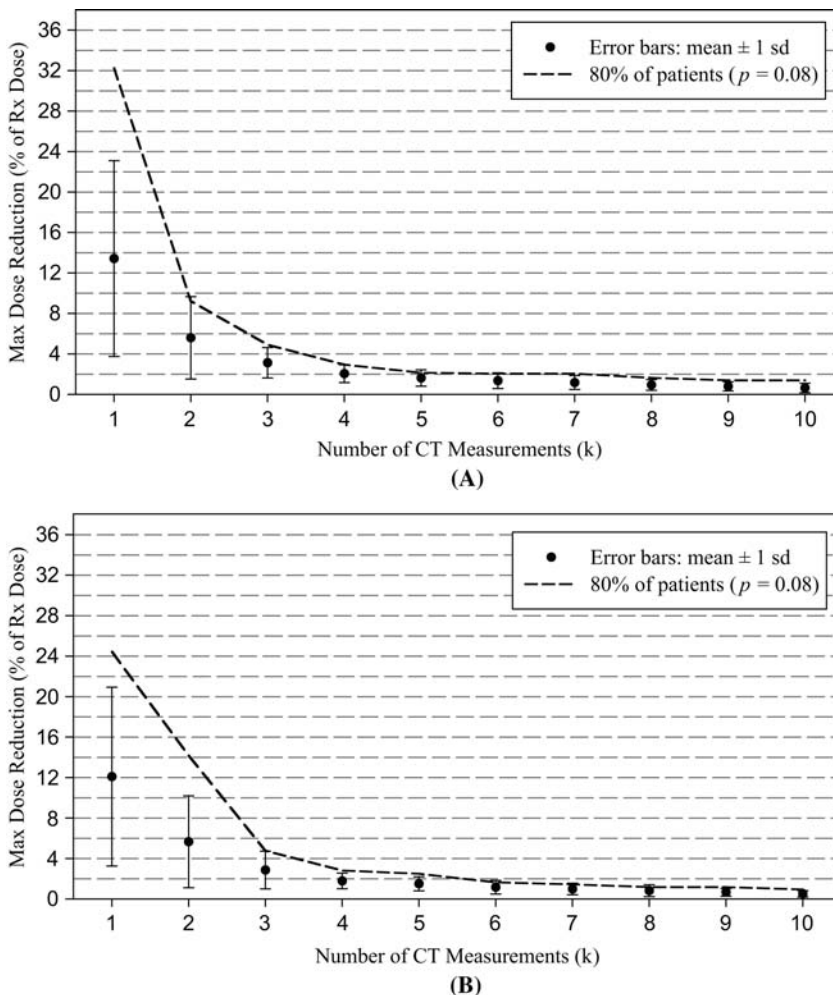 Max Dose Reduction (% of Rx Dose)
36
32
28
24
20
16
12
8
4
0
Error bars: mean ± 1 sd
80% of patients (p = 0.08)
1 2 3 4 5 6 7 8 9 10
Number of CT Measurements (k)
(A)
Max Dose Reduction (% of Rx Dose)
36
32
28
24
20
16
12
8
4
0
Error bars: mean ± 1 sd
80% of patients (p = 0.08)
1 2 3 4 5 6 7 8 9 10
Number of CT Measurements (k)
(B)